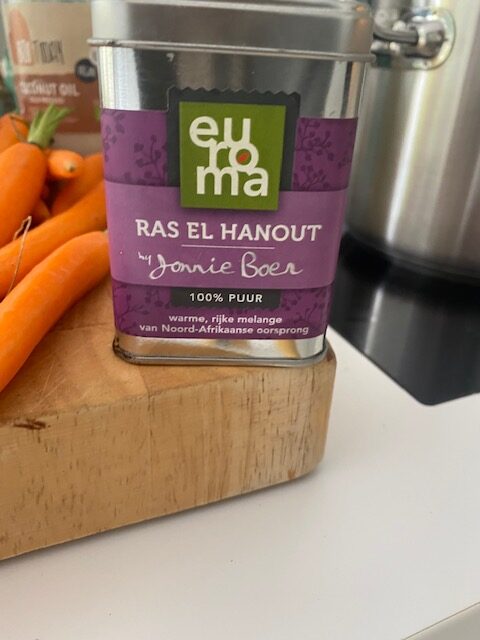 COCONUT OIL
eu
ro
ma
RAS EL HANOUT
by Jonnie Boer
100% PUUR
warme, rijke melange
van Noord-Afrikaanse oorsprong